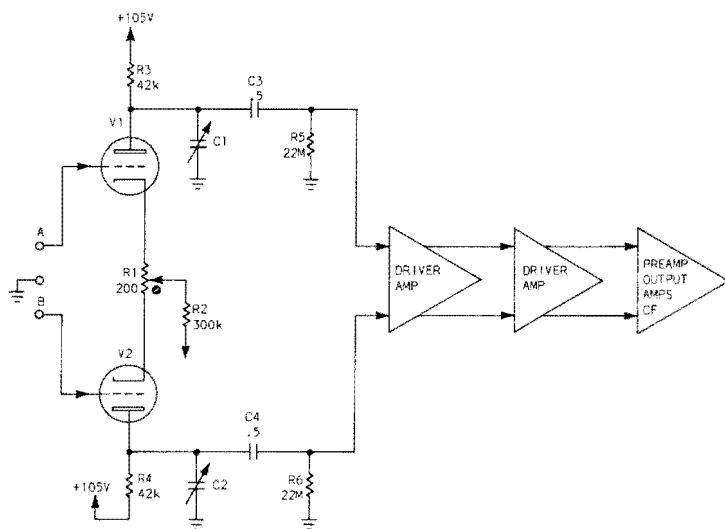 +105V
R3
42k
C3
.5
V1
C1
R5
22M
A
B
R1
200
R2
300k
DRIVER
AMP
DRIVER
AMP
PREAMP
OUTPUT
AMPS
CF
V2
C4
.5
+105V
R4
42k
C2
R6
22M